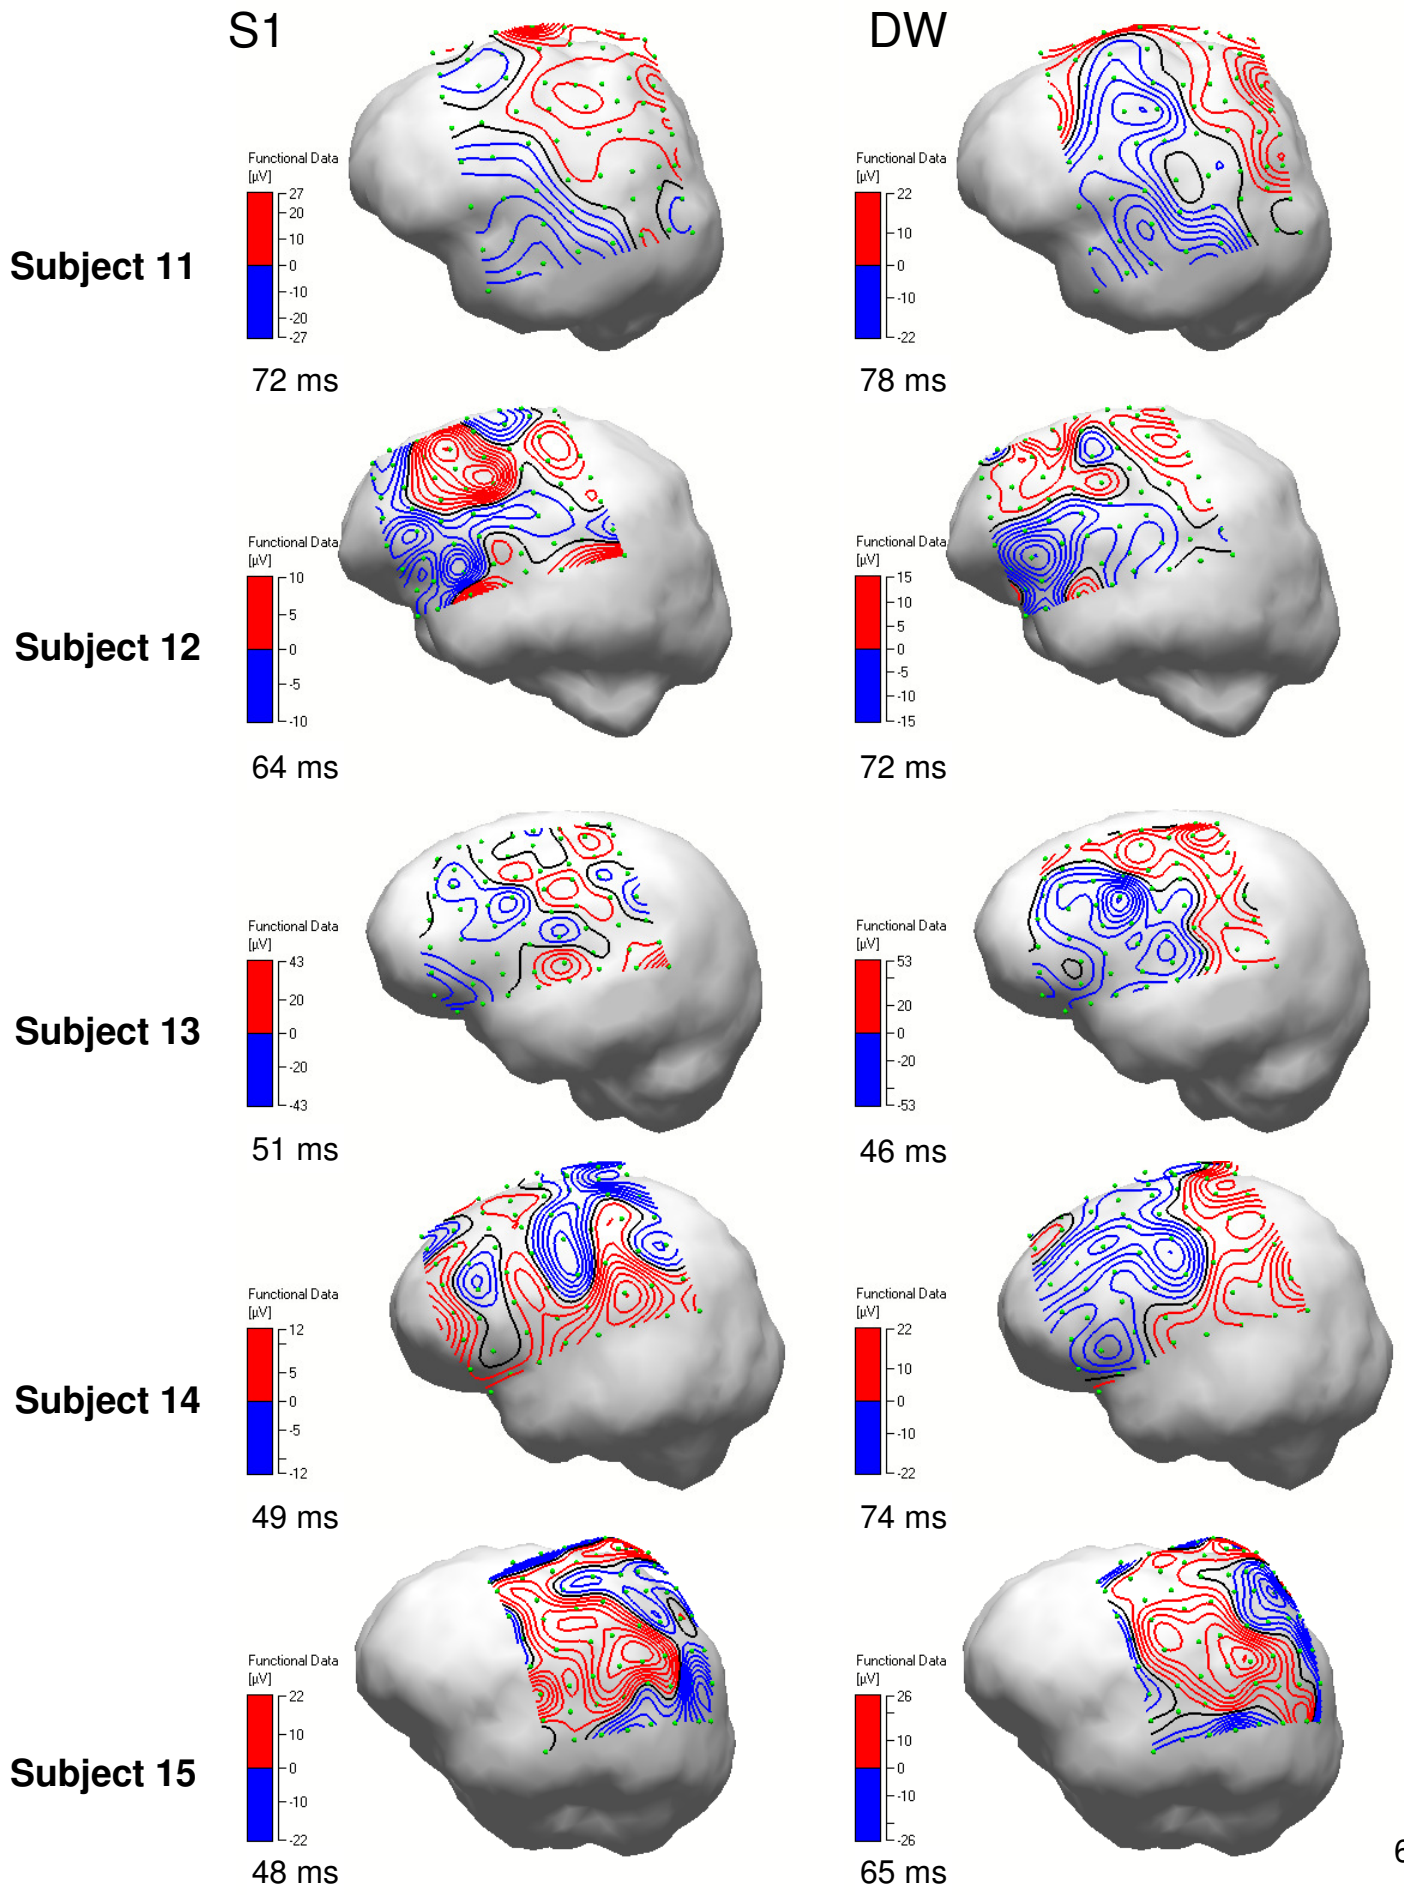 S1
DW
Functional Data
[µV]
27
20
10
0
-10
-20
-27
Functional Data
[µV]
22
10
0
-10
-22
Subject 11
72 ms
78 ms
Functional Data
[µV]
10
5
0
-5
-10
Functional Data
[µV]
15
10
5
0
-5
-10
-15
Subject 12
64 ms
72 ms
Functional Data
[µV]
43
20
0
-20
-43
Functional Data
[µV]
53
20
0
-20
-53
Subject 13
51 ms
46 ms
Functional Data
[µV]
12
5
0
-5
-12
Functional Data
[µV]
22
10
0
-10
-22
Subject 14
49 ms
74 ms
Functional Data
[µV]
22
10
0
-10
-22
Functional Data
[µV]
26
10
0
-10
-26
Subject 15
48 ms
65 ms